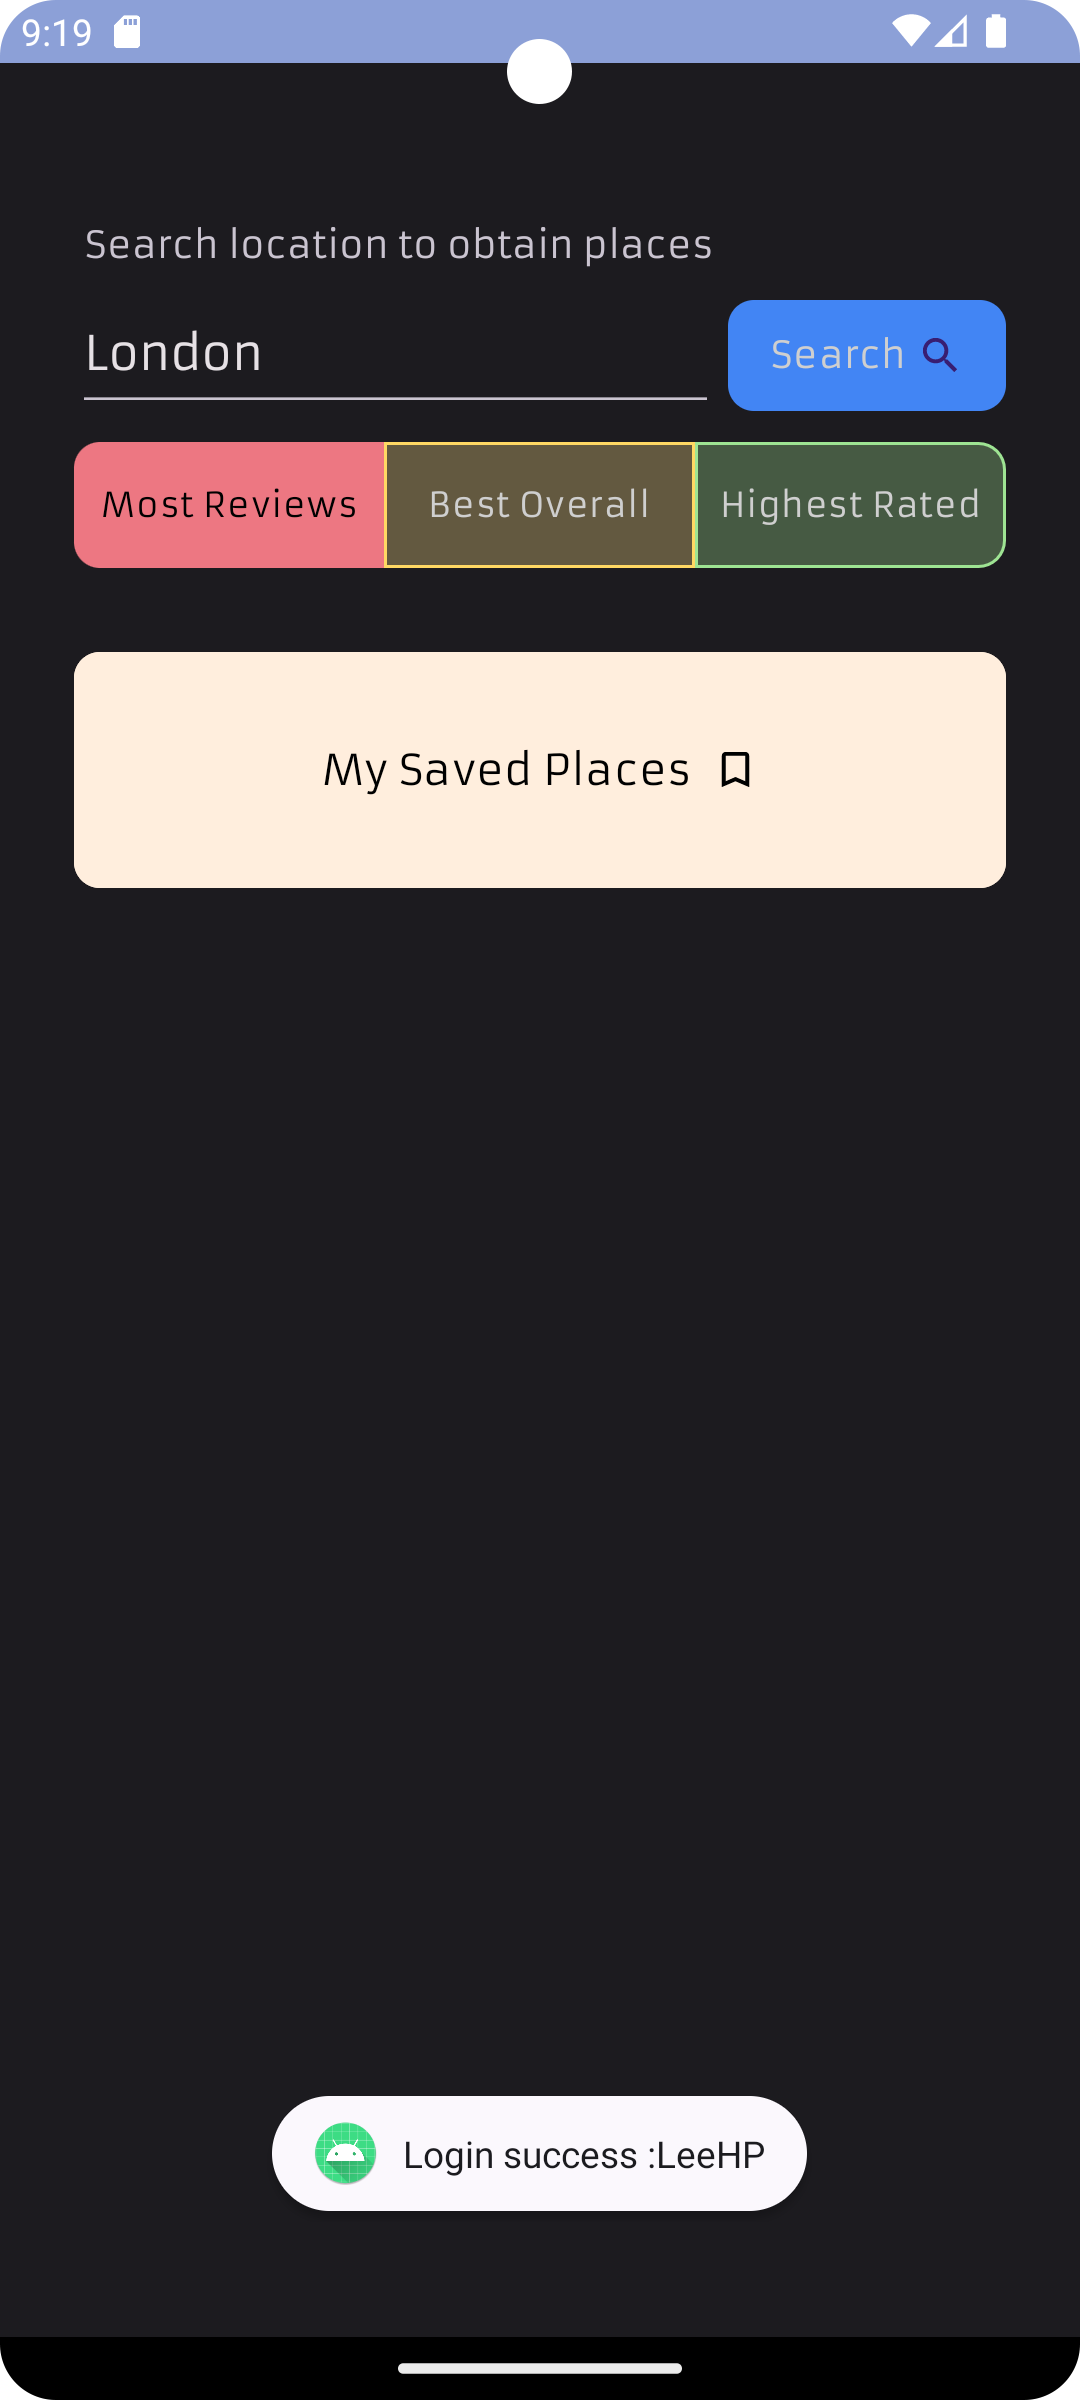 9:19
Search location to obtain places
London
Search
Most Reviews Best Overall Highest Rated
My Saved Places
Login success :LeeHP